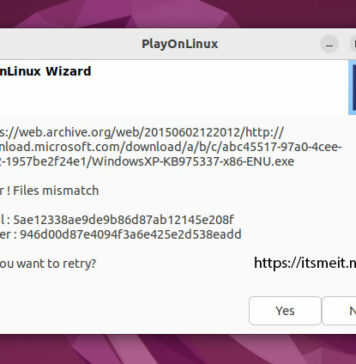 PlayOnLinux
nLinux Wizard
s://web.archive.org/web/20150602122012/http://
nload.microsoft.com/download/a/b/c/abc45517-97a0-4cee-
2-1957be2f24e1/WindowsXP-KB975337-x86-ENU.exe
r ! Files mismatch
l : 5ae12338ae9de9b86d87ab12145e208f
er : 946d00d87e4094f3a6e425e2d538eadd
ou want to retry?
https://itsmeit.n
Yes
N